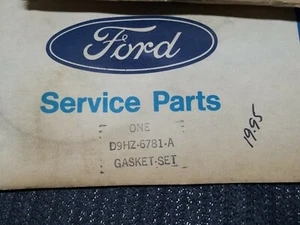 Ford
Service Parts
ONE
D9HZ-6781-A
GASKET-SET
19.95